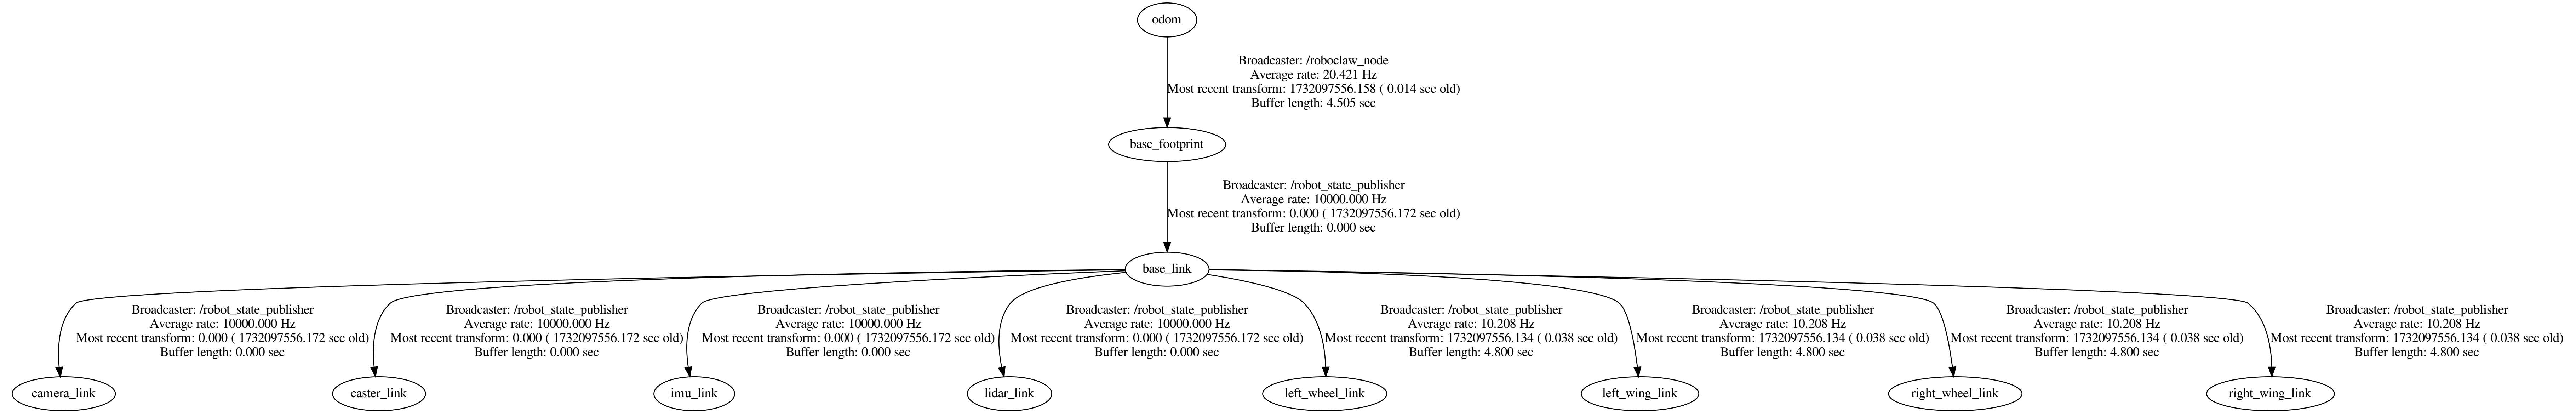 odom
Broadcaster: /roboclaw_node
Average rate: 20.421 Hz
Most recent transform: 1732097556.158 ( 0.014 sec old)
Buffer length: 4.505 sec
base_footprint
Broadcaster: /robot_state_publisher
Average rate: 10000.000 Hz
Most recent transform: 0.000 ( 1732097556.172 sec old)
Buffer length: 0.000 sec
base_link
Broadcaster: /robot_state_publisher
Average rate: 10000.000 Hz
Most recent transform: 0.000 ( 1732097556.172 sec old)
Buffer length: 0.000 sec
Broadcaster: /robot_state_publisher
Average rate: 10000.000 Hz
Most recent transform: 0.000 ( 1732097556.172 sec old)
Buffer length: 0.000 sec
Broadcaster: /robot_state_publisher
Average rate: 10000.000 Hz
Most recent transform: 0.000 ( 1732097556.172 sec old)
Buffer length: 0.000 sec
Broadcaster: /robot_state_publisher
Average rate: 10000.000 Hz
Most recent transform: 0.000 ( 1732097556.172 sec old)
Buffer length: 0.000 sec
Broadcaster: /robot_state_publisher
Average rate: 10.208 Hz
Most recent transform: 1732097556.134 ( 0.038 sec old)
Buffer length: 4.800 sec
Broadcaster: /robot_state_publisher
Average rate: 10.208 Hz
Most recent transform: 1732097556.134 ( 0.038 sec old)
Buffer length: 4.800 sec
Broadcaster: /robot_state_publisher
Average rate: 10.208 Hz
Most recent transform: 1732097556.134 ( 0.038 sec old)
Buffer length: 4.800 sec
Broadcaster: /robot_state_publisher
Average rate: 10.208 Hz
Most recent transform: 1732097556.134 ( 0.038 sec old)
Buffer length: 4.800 sec
camera_link
caster_link
imu_link
lidar_link
left_wheel_link
left_wing_link
right_wheel_link
right_wing_link